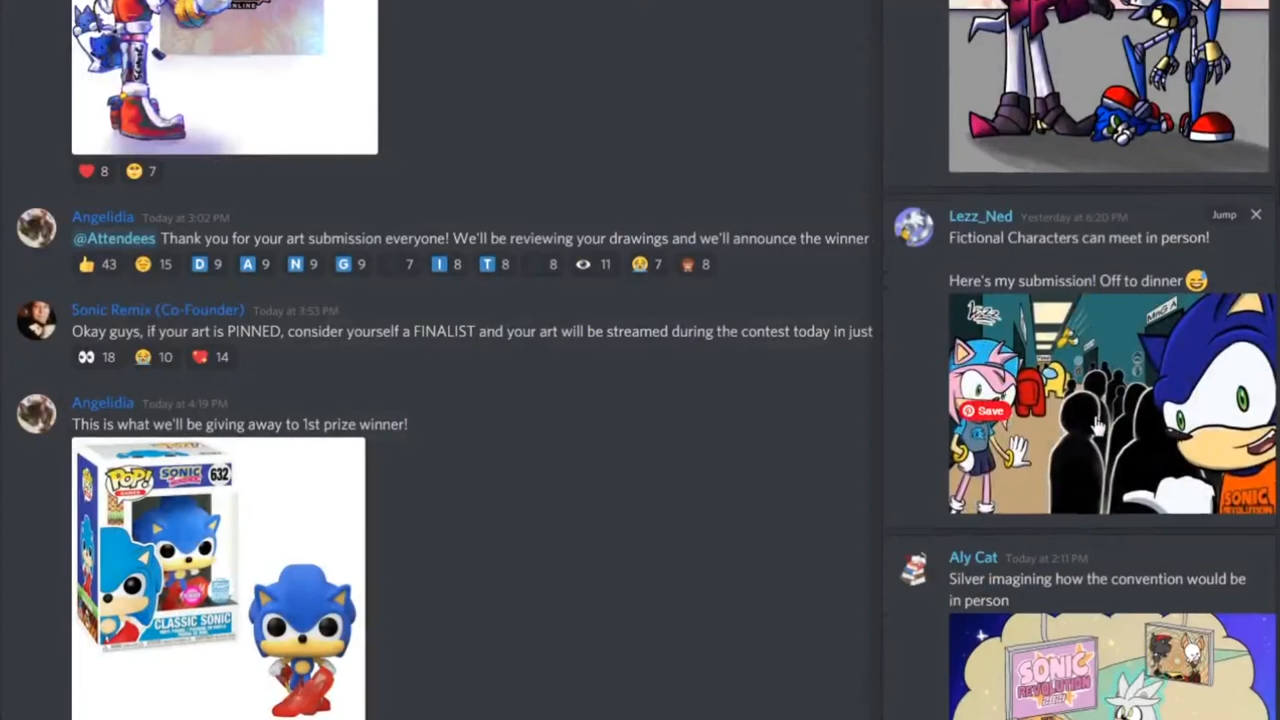 ONLINE
8 7
Angelidia Today at 3:02 PM
@Attendees Thank you for your art submission everyone! We'll be reviewing your drawings and we'll announce the winner
43 15 D 9 A 9 N 9 G 9 7 I 8 T 8 8 11 7 8
Sonic Remix (Co-Founder) Today at 3:53 PM
Okay guys, if your art is PINNED, consider yourself a FINALIST and your art will be streamed during the contest today in just
18 10 14
Angelidia Today at 4:19 PM
This is what we'll be giving away to 1st prize winner!
POP!
GAMES
SONIC
632
CLASSIC SONIC
Lezz_Ned Yesterday at 6:20 PM
Jump
Fictional Characters can meet in person!
Here's my submission! Off to dinner
Save
SONIC
REVOLUTION
Aly Cat Today at 2:11 PM
Silver imagining how the convention would be
in person
SONIC
REVOLUTION